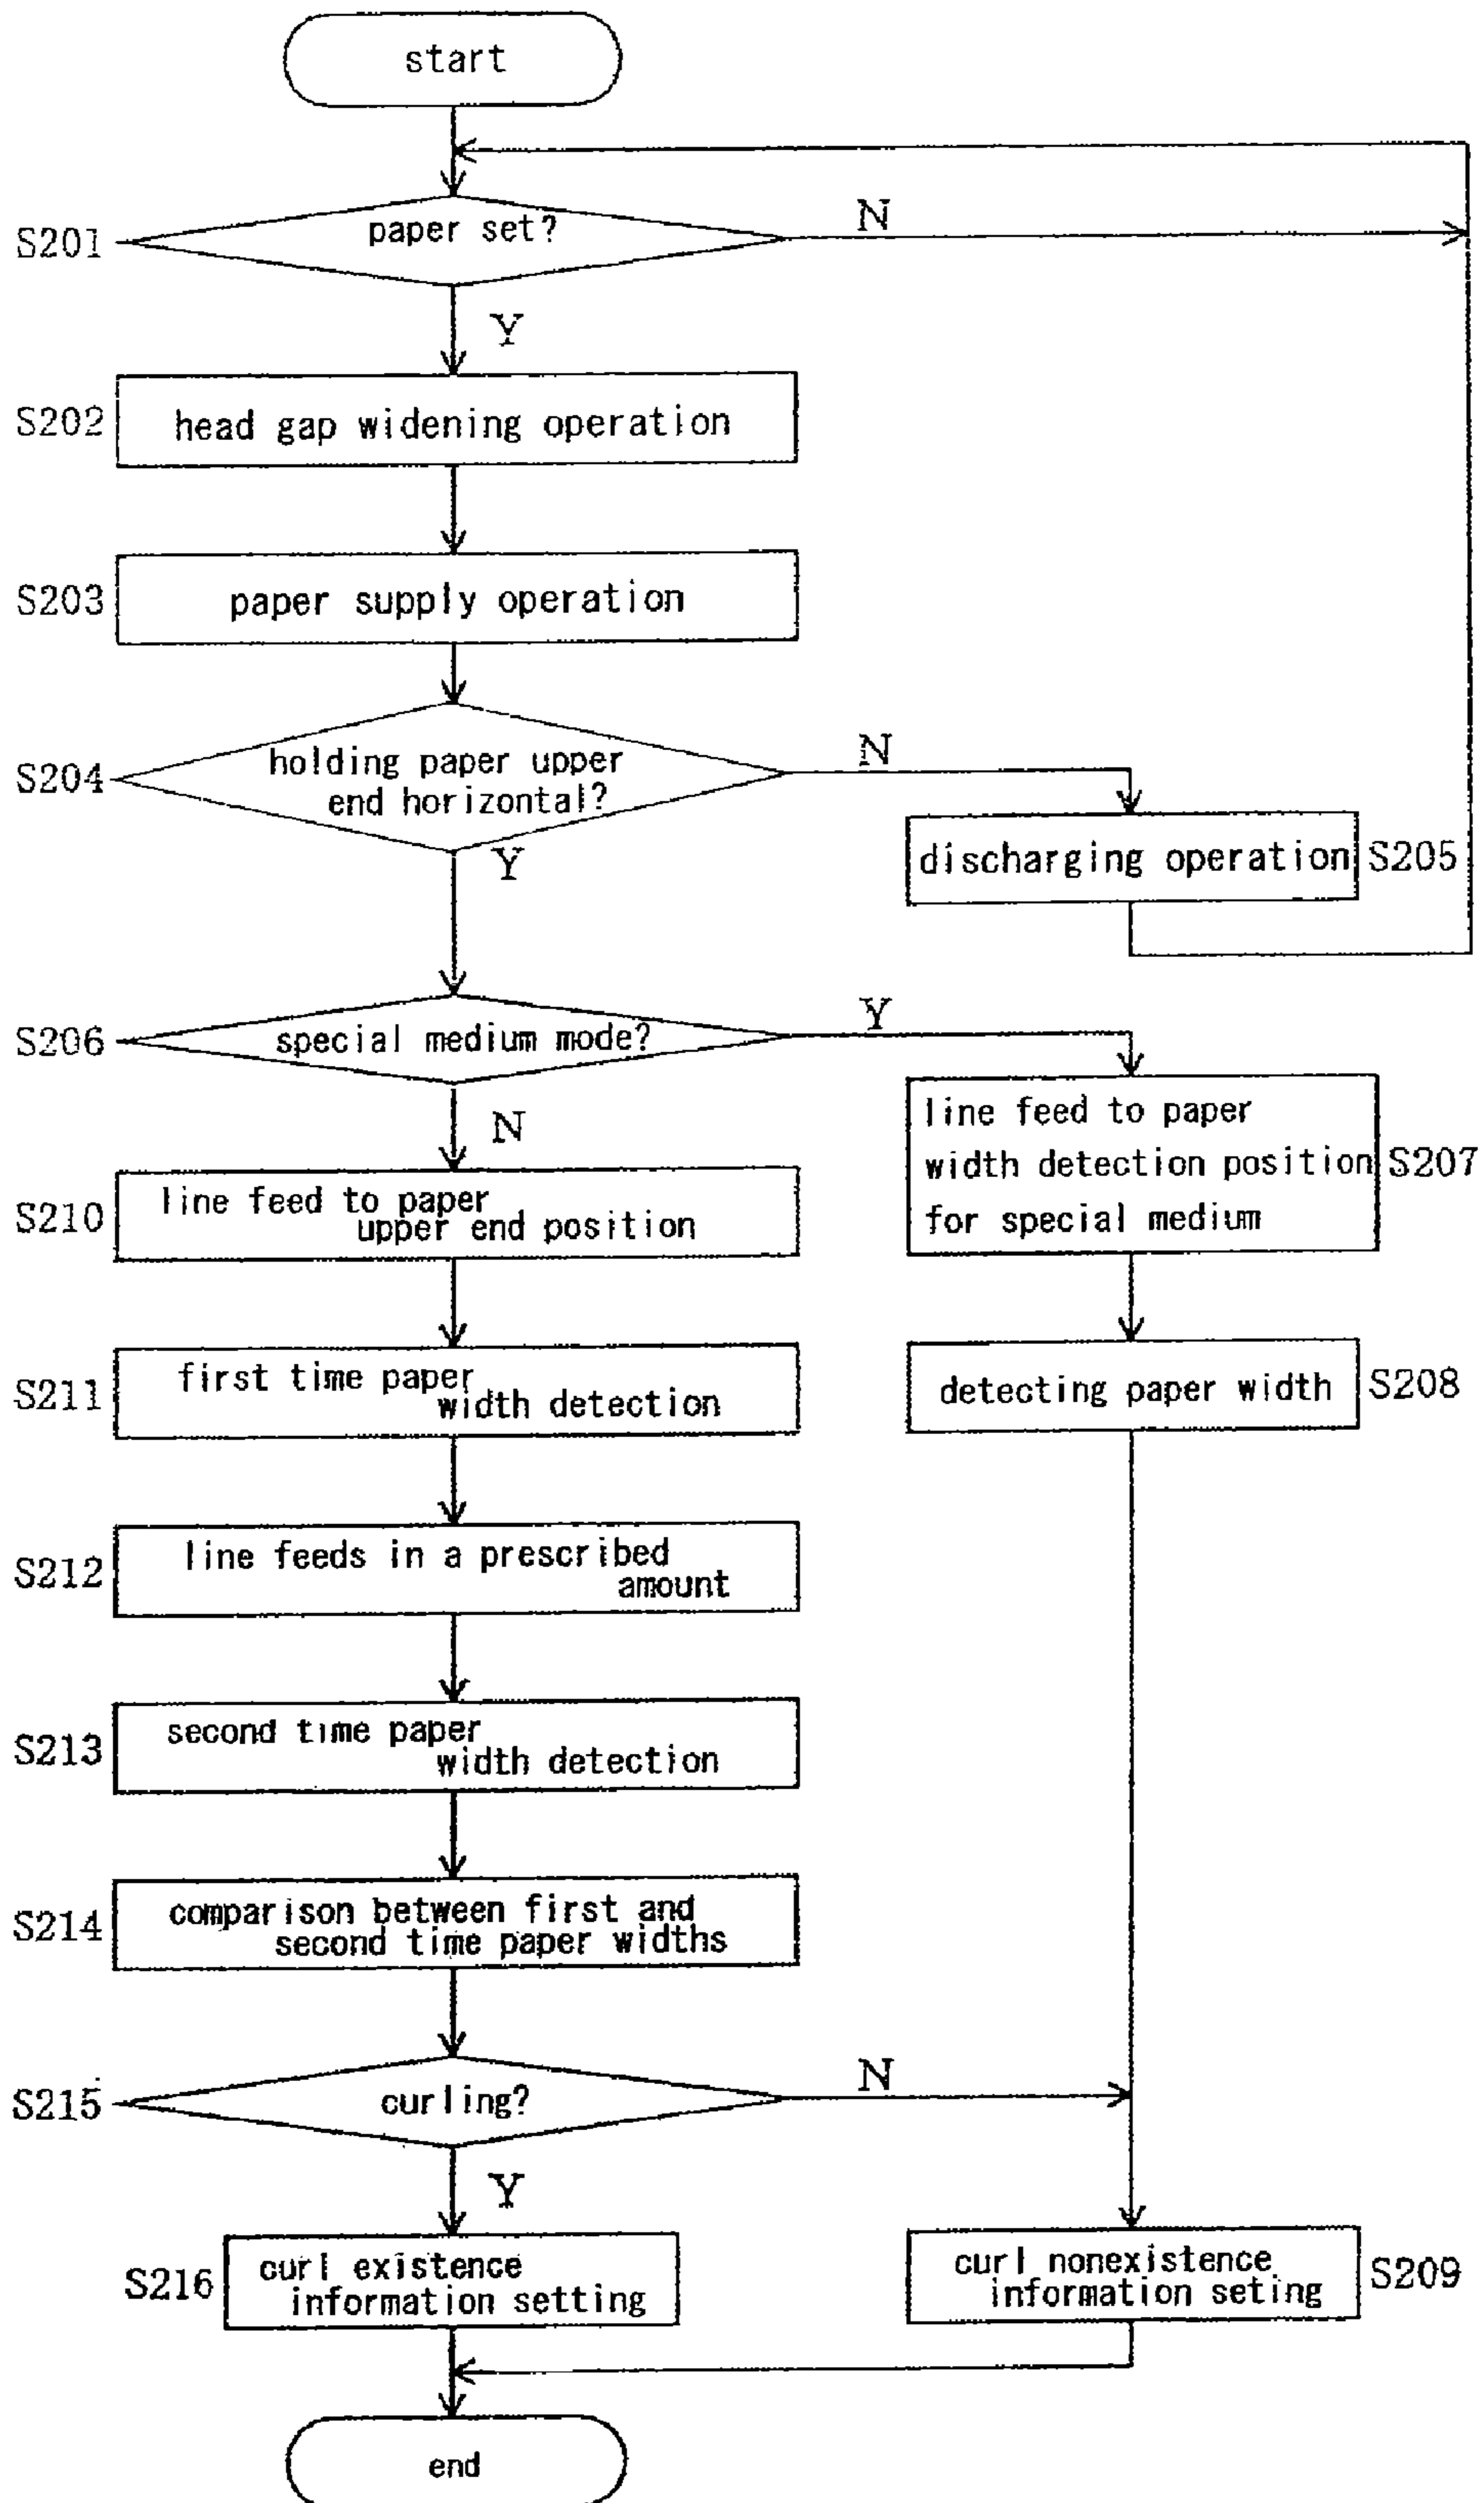 start
S201
paper set?
N
Y
S202
head gap widening operation
S203
paper supply operation
S204
holding paper upper
end horizontal?
N
Y
discharging operation
S205
S206
special medium mode?
Y
N
line feed to paper
width detection position
for special medium
S207
S210
line feed to paper
upper end position
S211
first time paper
width detection
detecting paper width
S208
S212
line feeds in a prescribed
amount
S213
second time paper
width detection
S214
comparison between first and
second time paper widths
S215
curling?
N
Y
S216
curl existence
information setting
curl nonexistence
information seting
S209
end